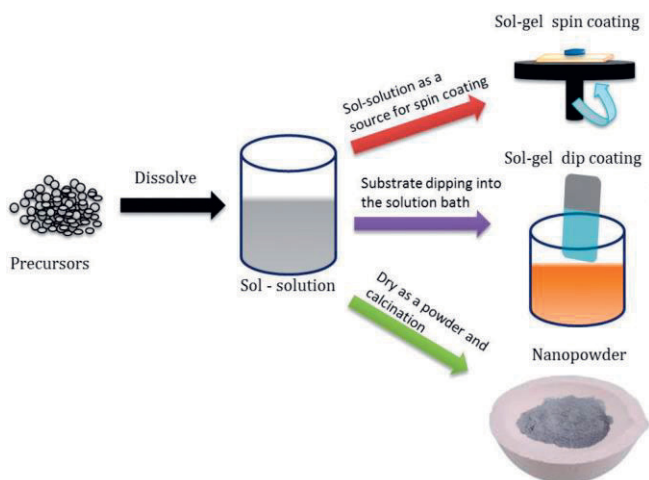 Precursors
Dissolve
Sol - solution
Sol-solution as a
source for spin coating
Sol-gel spin coating
Substrate dipping into
the solution bath
Sol-gel dip coating
Dry as a powder and
calcination
Nanopowder